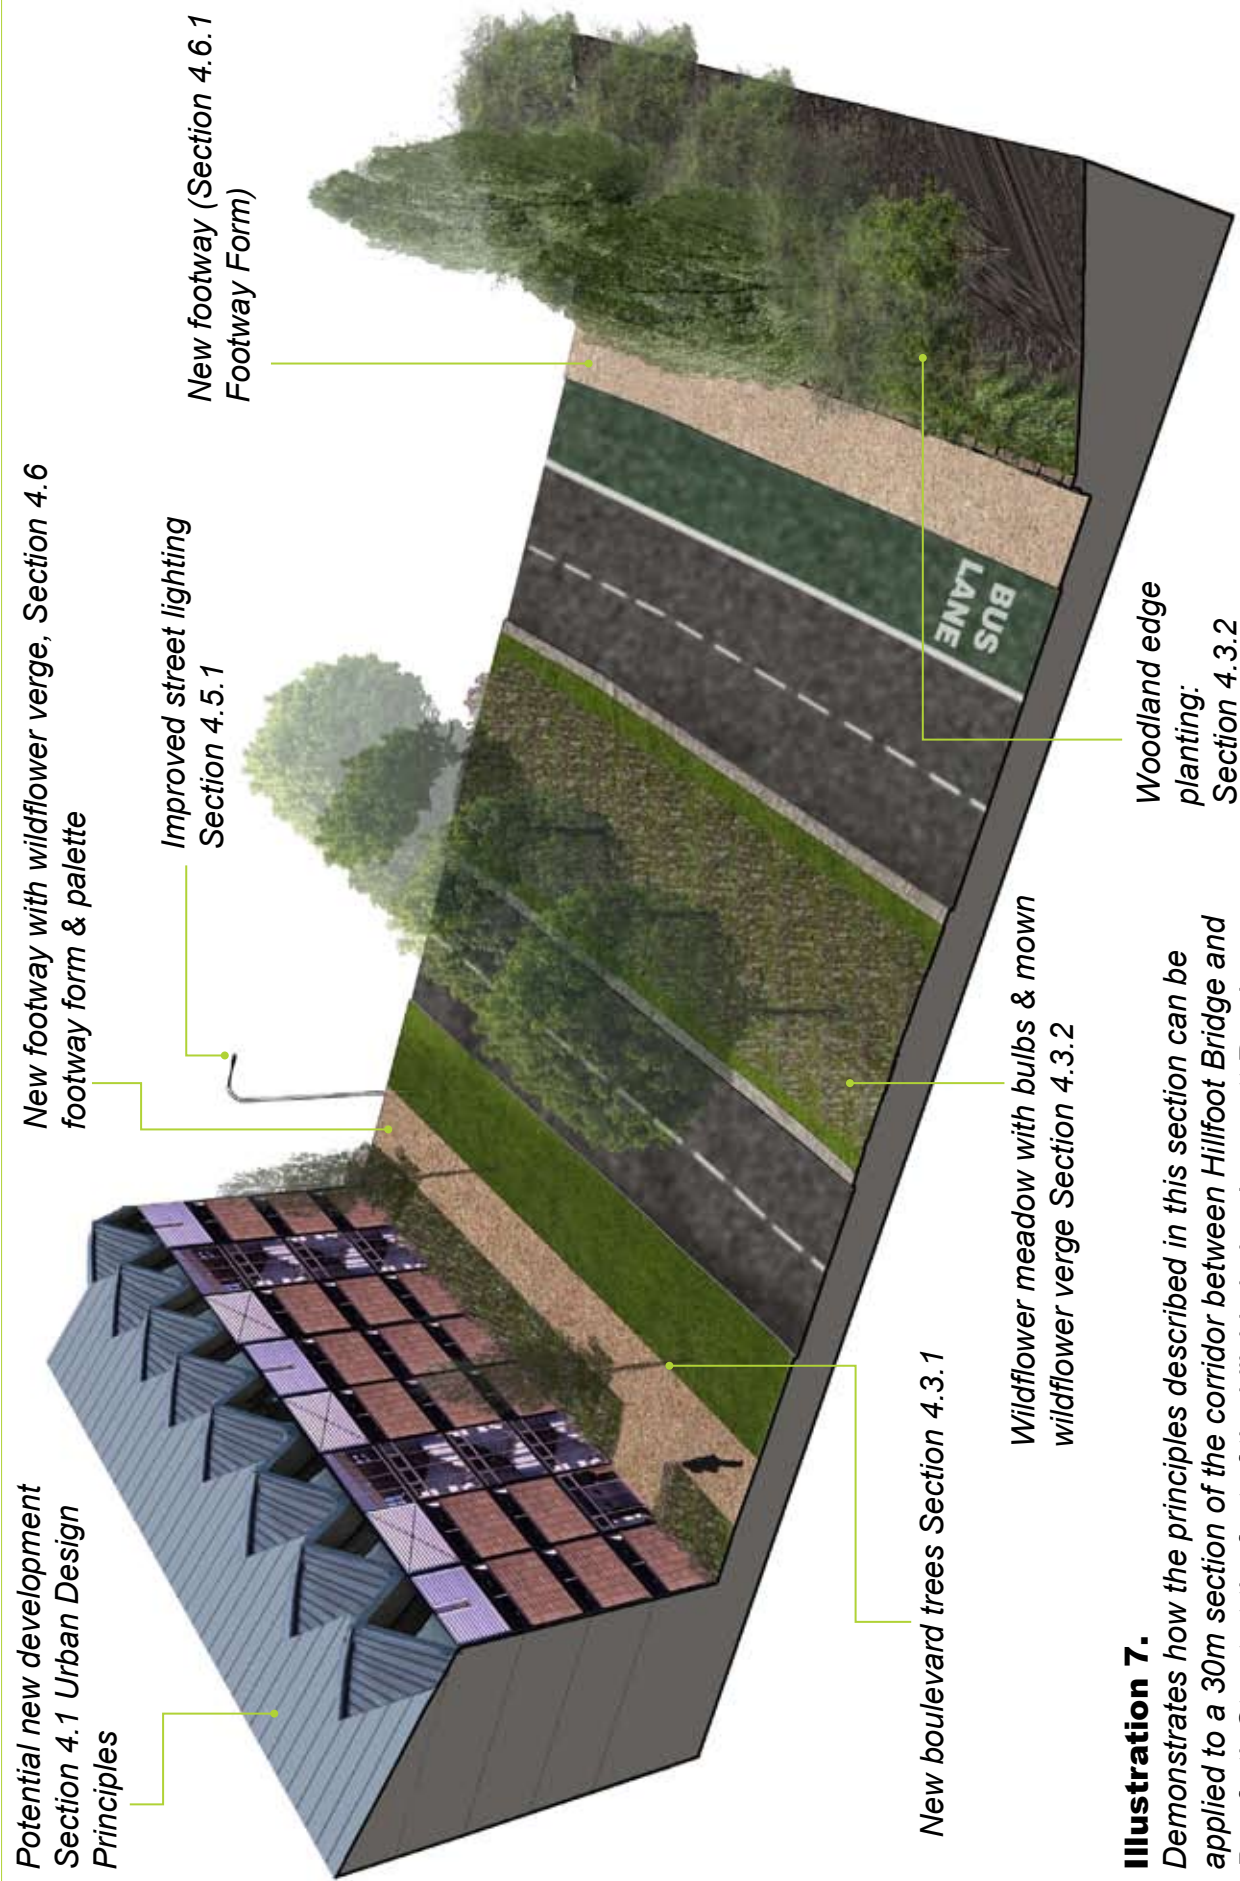 Potential new development
Section 4.1 Urban Design
Principles
New footway with wildflower verge, Section 4.6
footway form & palette
Improved street lighting
Section 4.5.1
New footway (Section 4.6.1
Footway Form)
BUS
LANE
New boulevard trees Section 4.3.1
Wildflower meadow with bulbs & mown
wildflower verge Section 4.3.2
Woodland edge
planting:
Section 4.3.2
Illustration 7.
Demonstrates how the principles described in this section can be
applied to a 30m section of the corridor between Hillfoot Bridge and